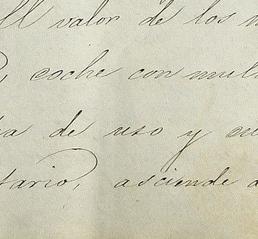 El valor de los
coche con mul
de uso y
tario, asciende a